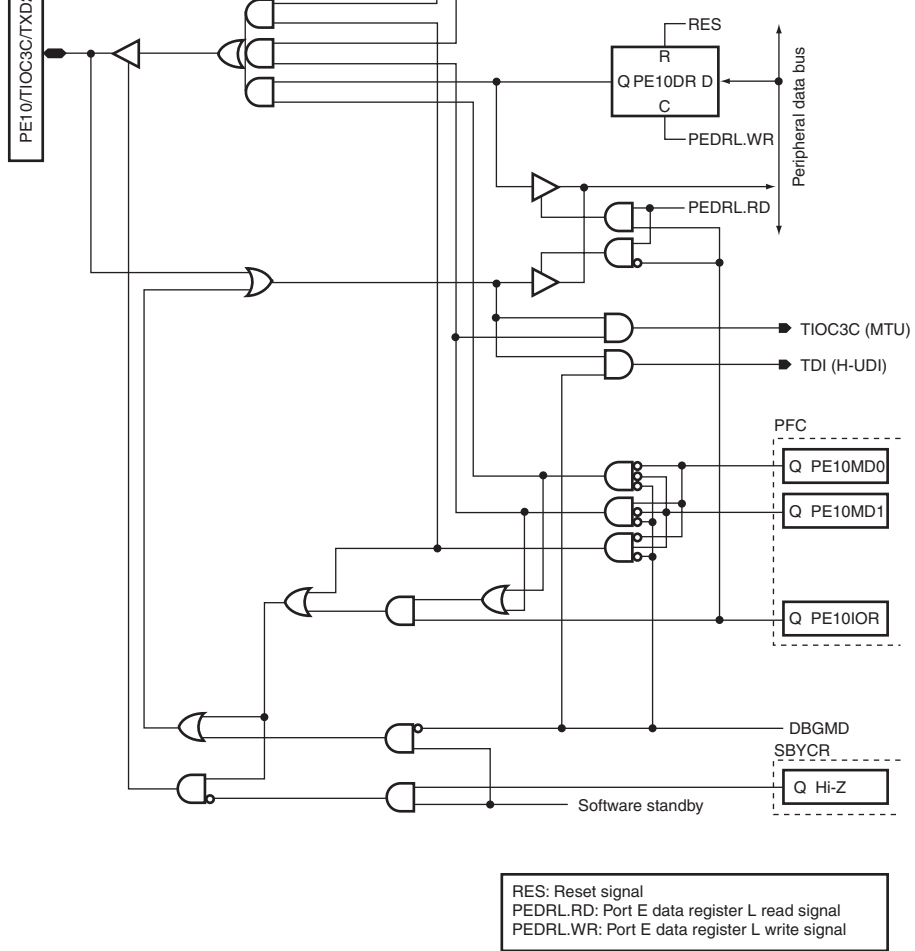 PE10/TIOC3C/TXD2
RES
R
Q PE10DR D
C
PEDRL.WR
Peripheral data bus
PEDRL.RD
TIOC3C (MTU)
TDI (H-UDI)
PFC
Q PE10MD0
Q PE10MD1
Q PE10IOR
DBGMD
SBYCR
Q Hi-Z
Software standby
RES: Reset signal
PEDRL.RD: Port E data register L read signal
PEDRL.WR: Port E data register L write signal